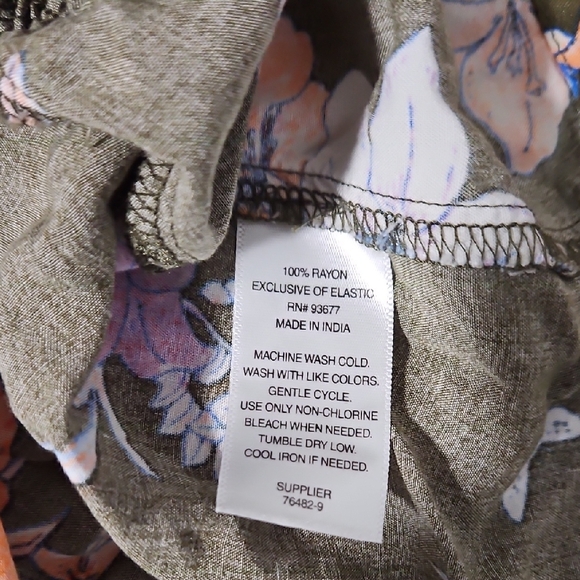 100% RAYON
EXCLUSIVE OF ELASTIC
RN# 93677
MADE IN INDIA
MACHINE WASH COLD.
WASH WITH LIKE COLORS.
GENTLE CYCLE.
USE ONLY NON-CHLORINE
BLEACH WHEN NEEDED.
TUMBLE DRY LOW.
COOL IRON IF NEEDED.
SUPPLIER
76482-9